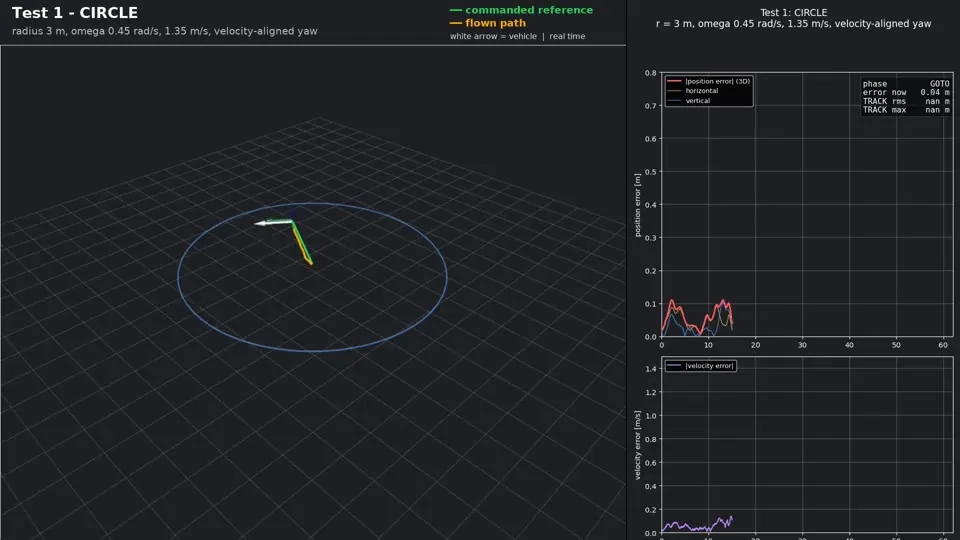 Test 1 - CIRCLE
radius 3 m, omega 0.45 rad/s, 1.35 m/s, velocity-aligned yaw
commanded reference
flown path
white arrow = vehicle | real time
Test 1: CIRCLE
r = 3 m, omega 0.45 rad/s, 1.35 m/s, velocity-aligned yaw
|position error| (3D)
horizontal
vertical
phase GOTO
error now 0.04 m
TRACK rms nan m
TRACK max nan m
position error [m]
0.8
0.7
0.6
0.5
0.4
0.3
0.2
0.1
0.0
0 10 20 30 40 50 60
|velocity error|
velocity error [m/s]
1.4
1.2
1.0
0.8
0.6
0.4
0.2
0.0